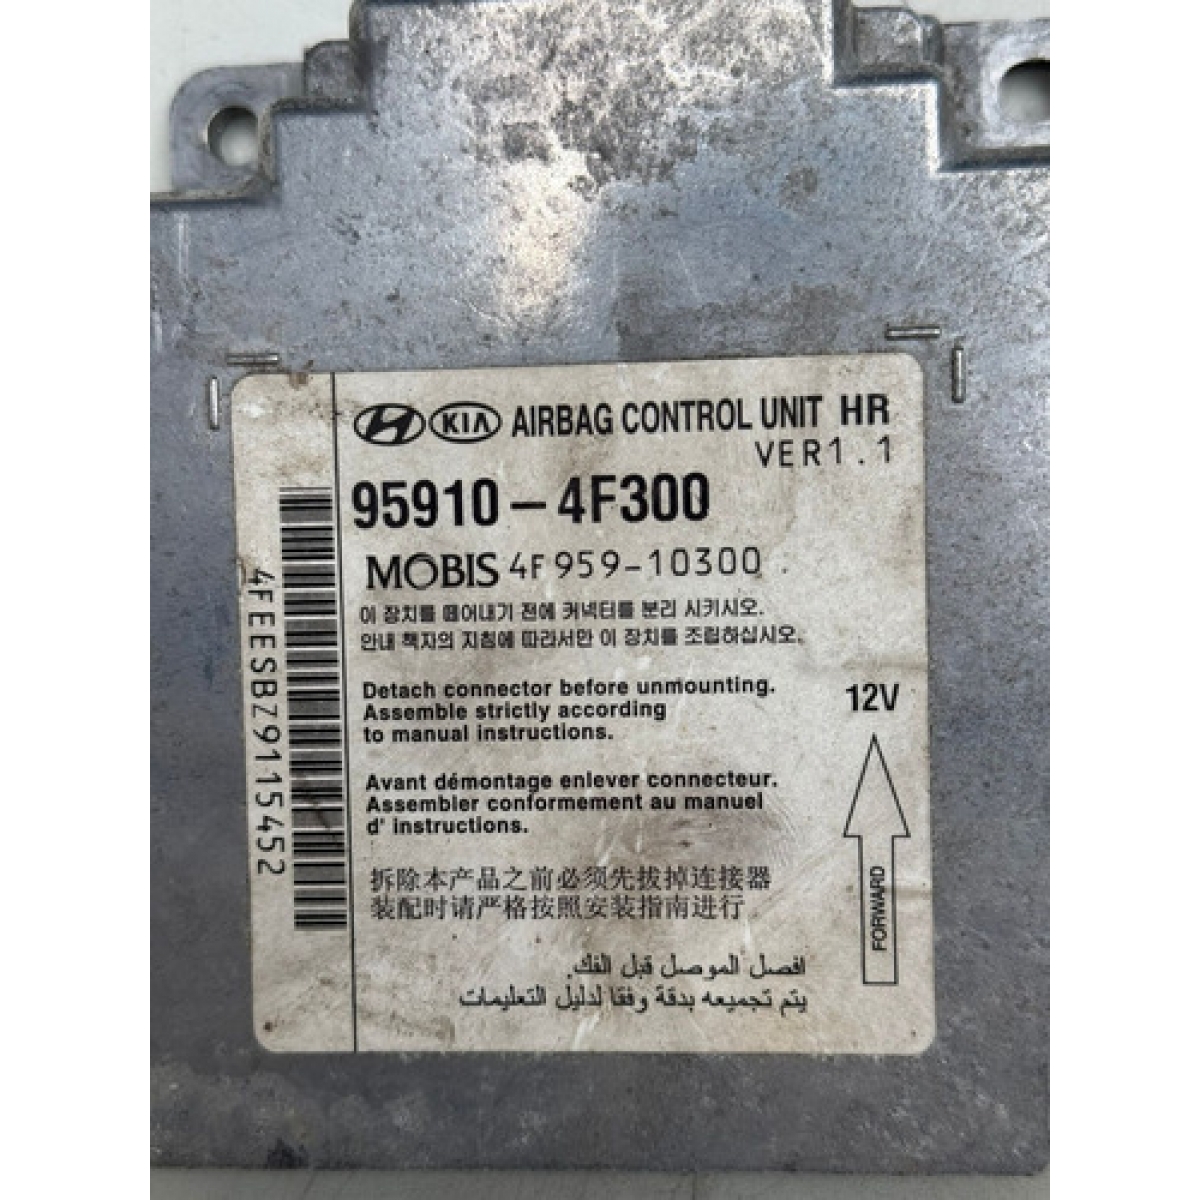 KIA AIRBAG CONTROL UNIT HR
VER1.1
95910-4F300
MOBIS 4F959-10300
이 장치를 떼어내기 전에 커넥터를 분리 시키시오.
안내 책자의 지침에 따라서만 이 장치를 조립하십시오.
Detach connector before unmounting.
Assemble strictly according
to manual instructions.
12V
Avant démontage enlever connecteur.
Assembler conformement au manuel
d' instructions.
FORWARD
拆除本产品之前必须先拔掉连接器
装配时请严格按照安装指南进行
افصل الموصل قبل الفك.
يتم تجميعه بدقة وفقا لدليل التعليمات
4FEESBZ9115452